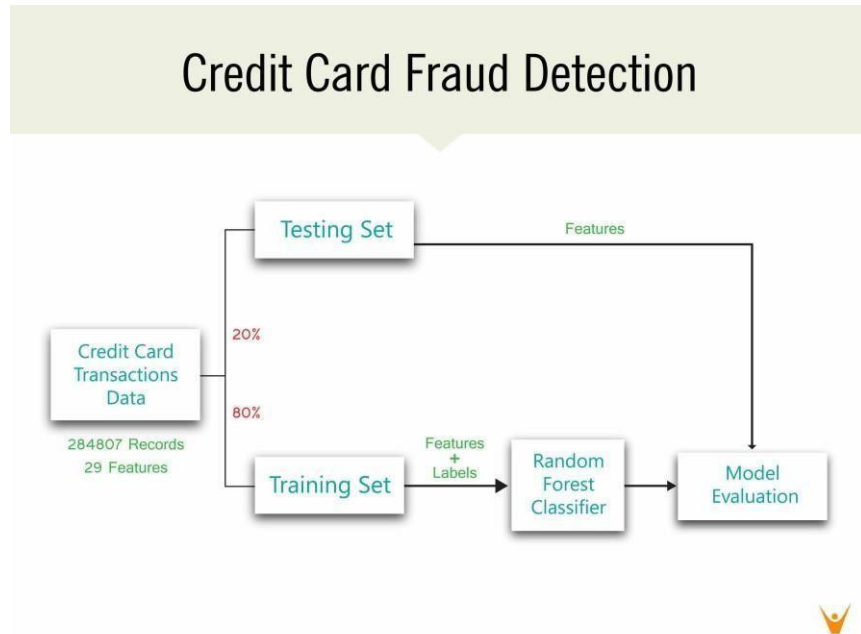 Credit Card Fraud Detection
Testing Set
Features
20%
Credit Card
Transactions
Data
80%
284807 Records
29 Features
Features
+
Labels
Training Set
Random
Forest
Classifier
Model
Evaluation